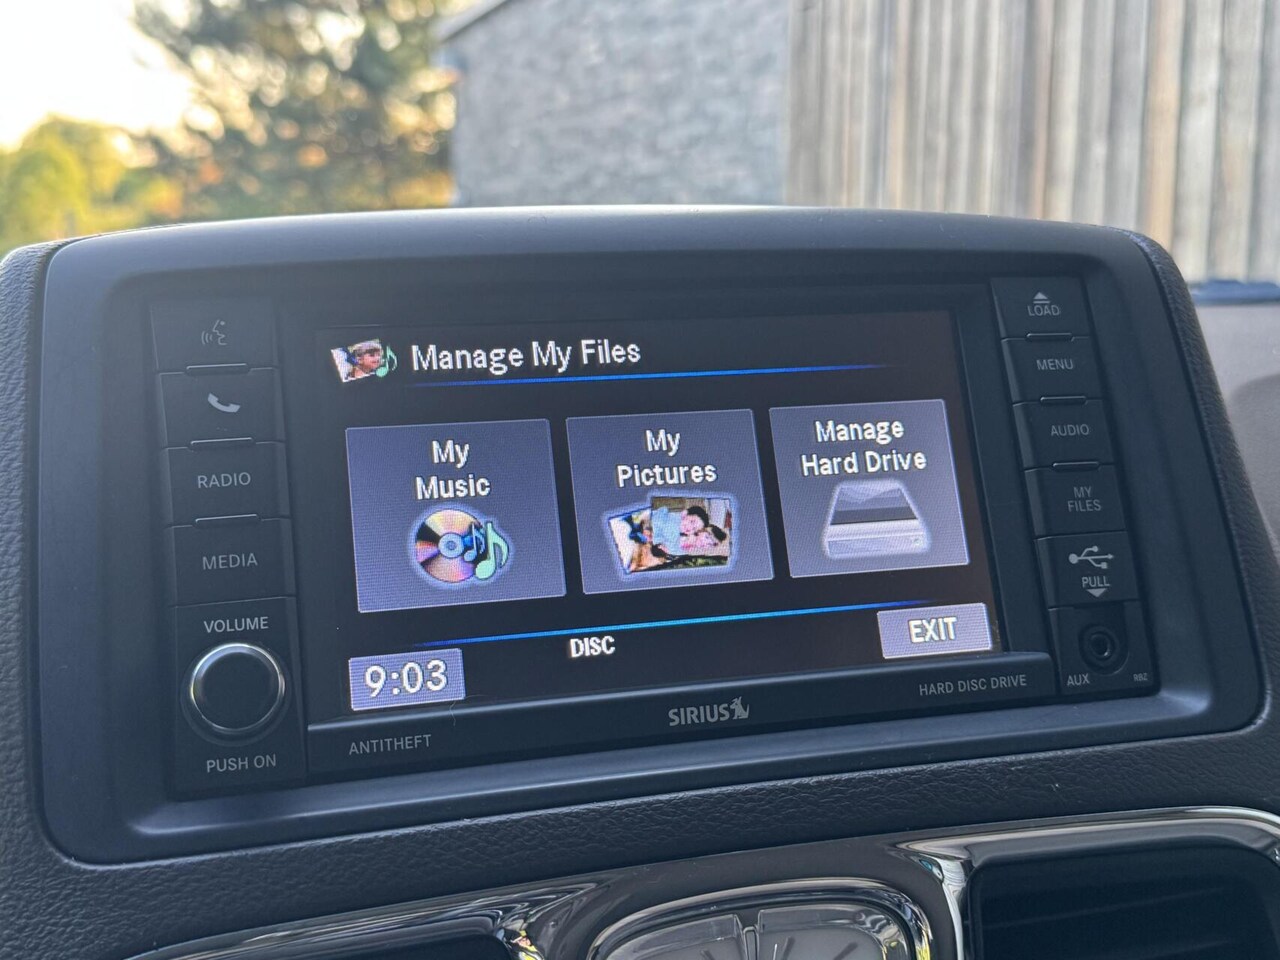 LOAD
MENU
AUDIO
MY
FILES
PULL
AUX
RBZ
RADIO
MEDIA
VOLUME
PUSH ON
Manage My Files
My
Music
My
Pictures
Manage
Hard Drive
9:03
DISC
EXIT
ANTITHEFT
SIRIUS
HARD DISC DRIVE